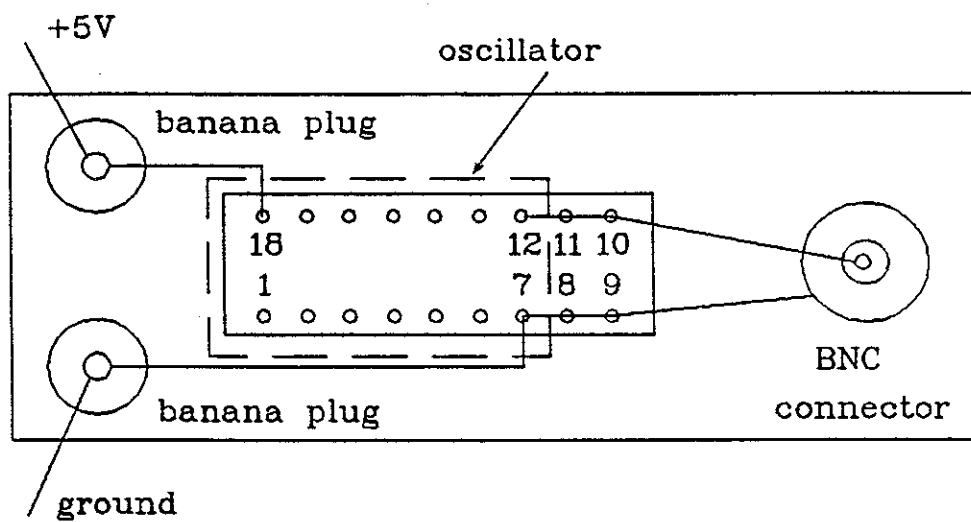 +5V
oscillator
banana plug
18 12 11 10
1 7 8 9
BNC
connector
banana plug
ground